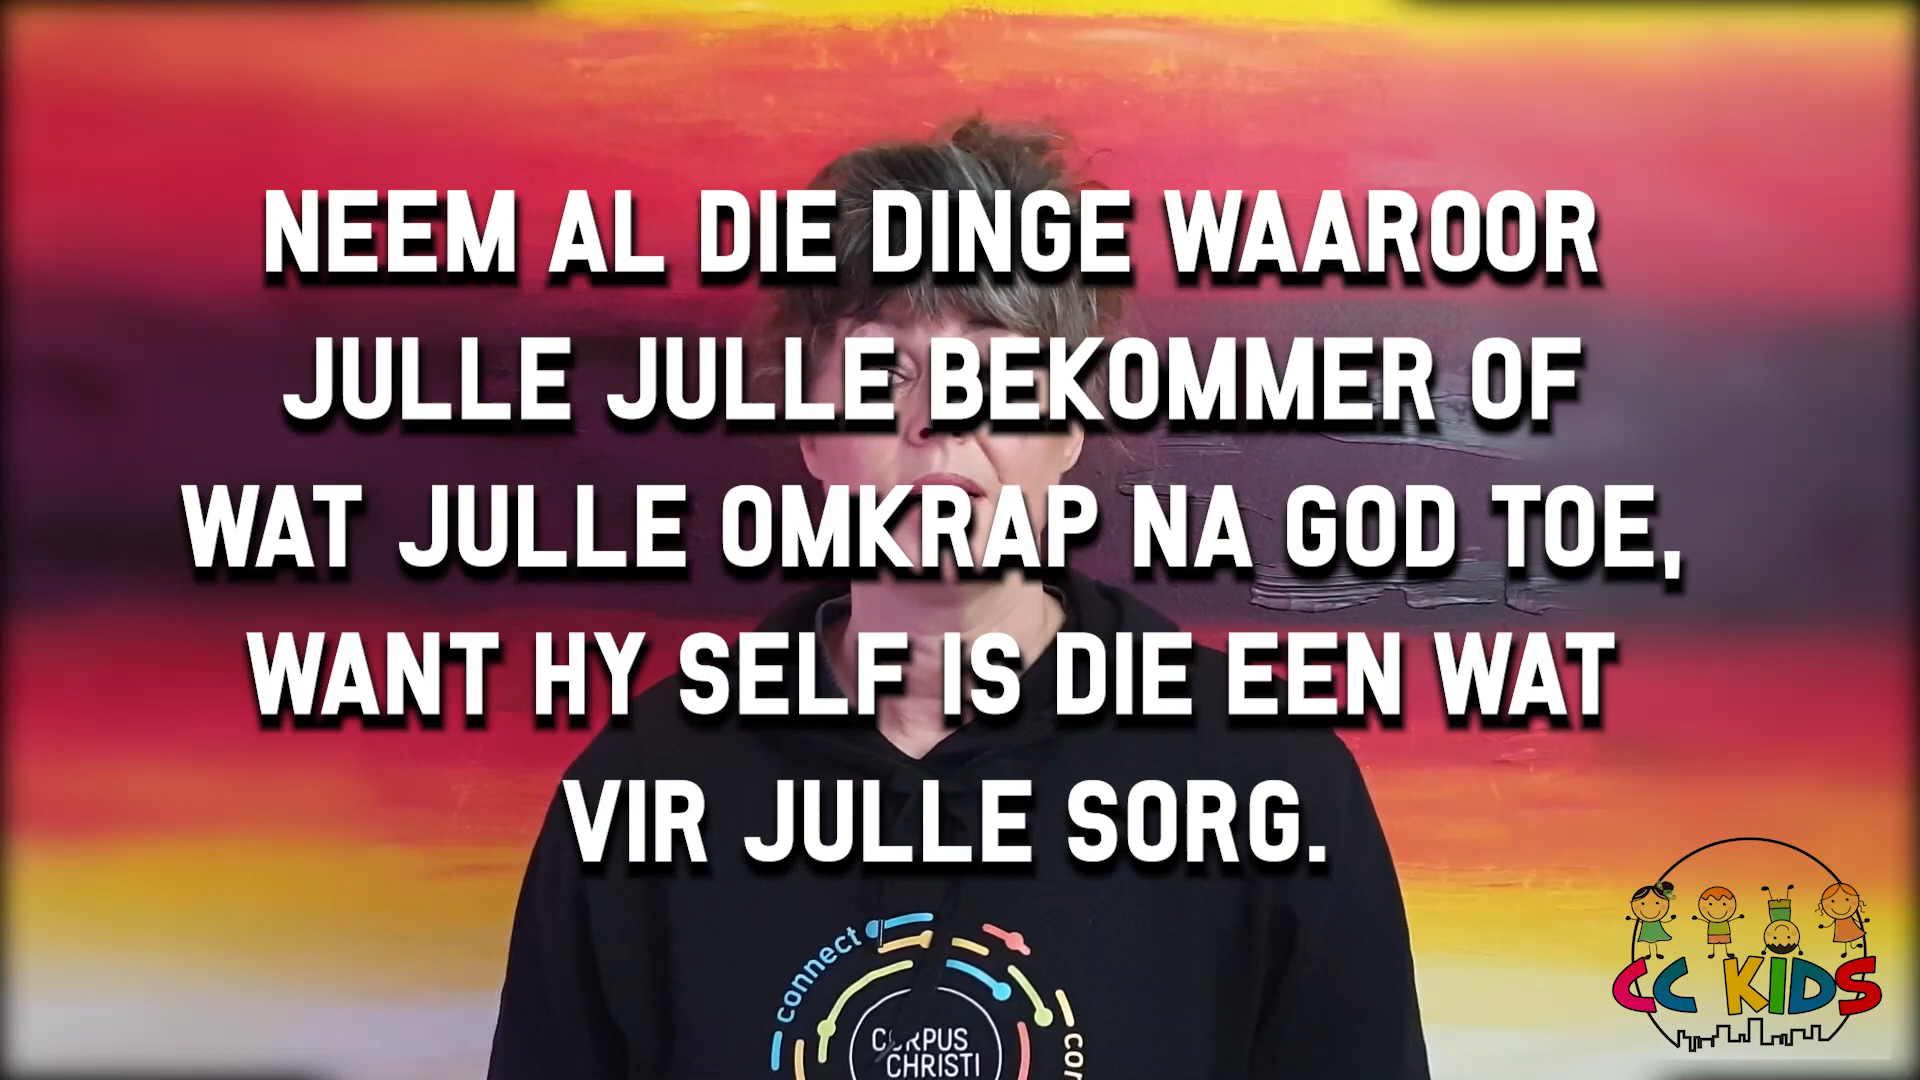 NEEM AL DIE DINGE WAAROOR
JULLE JULLE BEKOMMER OF
WAT JULLE OMKRAP NA GOD TOE,
WANT HY SELF IS DIE EEN WAT
VIR JULLE SORG.
connect
CORPUS
CHRISTI
CC KIDS